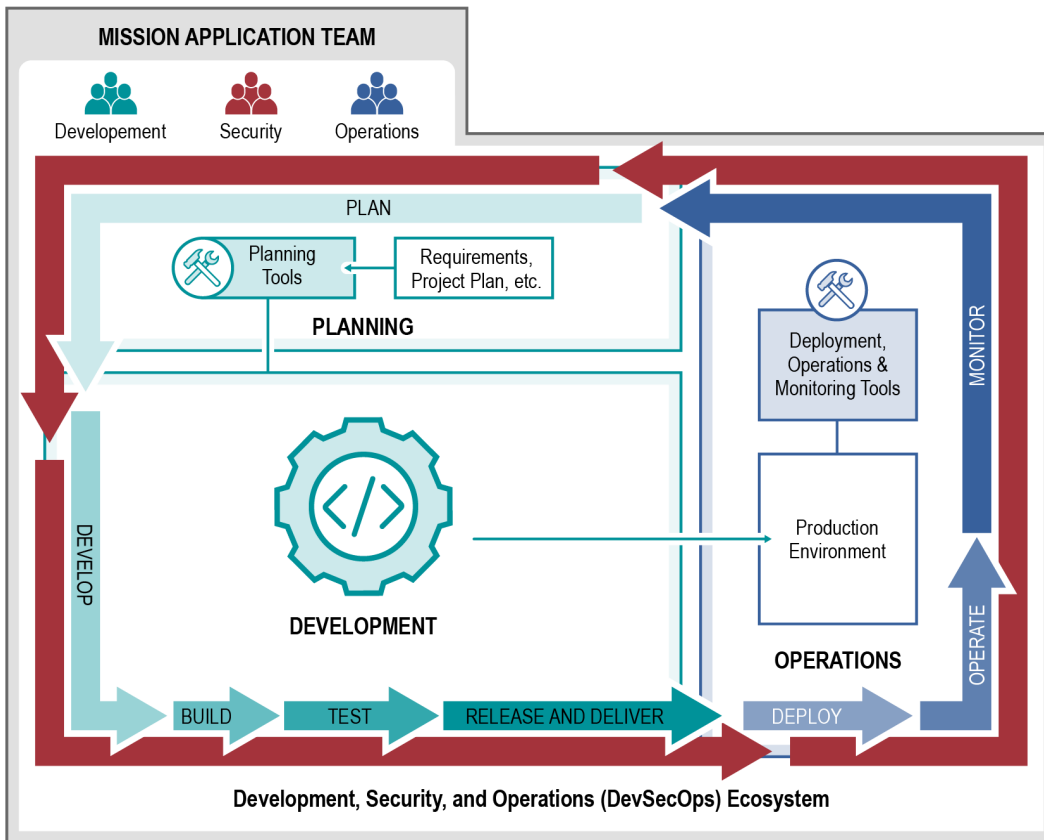 MISSION APPLICATION TEAM
Developement
Security
Operations
PLAN
Planning
Tools
Requirements,
Project Plan, etc.
PLANNING
Deployment,
Operations &
Monitoring Tools
MONITOR
DEVELOP
</>
Production
Environment
DEVELOPMENT
OPERATIONS
OPERATE
BUILD
TEST
RELEASE AND DELIVER
DEPLOY
Development, Security, and Operations (DevSecOps) Ecosystem